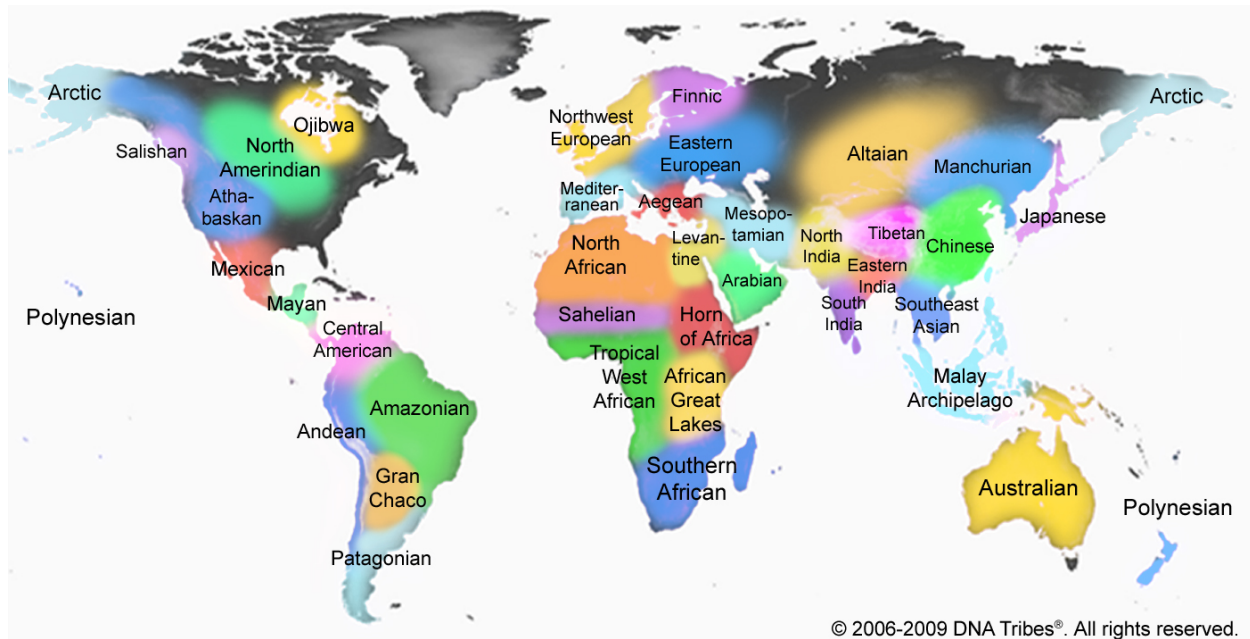 Arctic
Ojibwa
North
Amerindian
Salishan
Atha-
baskan
Mexican
Mayan
Polynesian
Central
American
Amazonian
Andean
Gran
Chaco
Patagonian
Northwest
European
Finnic
Eastern
European
Mediter-
ranean
Aegean
Mesopo-
tamian
Levan-
tine
Arabian
North
African
Sahelian
Horn
of Africa
Tropical
West
African
African
Great
Lakes
Southern
African
Altaian
Manchurian
Arctic
Japanese
Tibetan
Chinese
North
India
Eastern
India
South
India
Southeast
Asian
Malay
Archipelago
Australian
Polynesian
© 2006-2009 DNA Tribes®. All rights reserved.